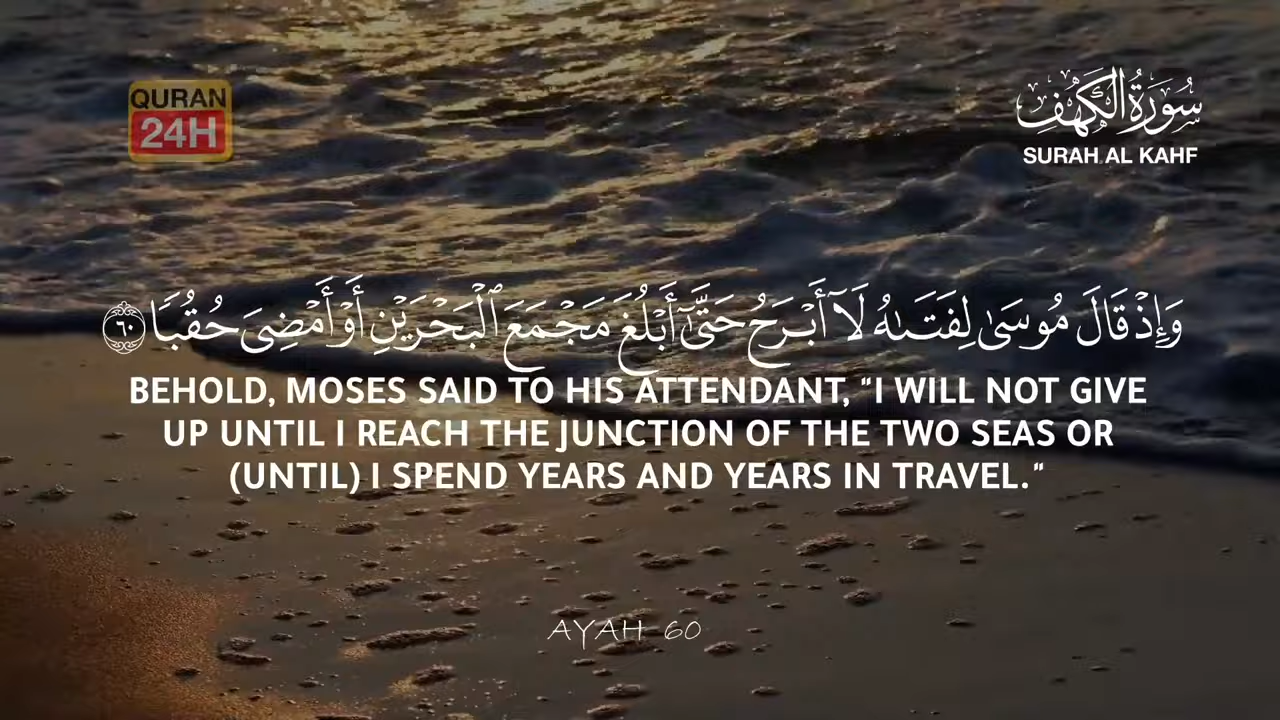 QURAN
24H
سُورَةُ الْكَهْفِ
SURAH AL KAHF
وَإِذْ قَالَ مُوسَىٰ لِفَتَىٰهُ لَآ أَبْرَحُ حَتَّىٰٓ أَبْلُغَ مَجْمَعَ ٱلْبَحْرَيْنِ أَوْ أَمْضِىَ حُقُبًا ٦٠
BEHOLD, MOSES SAID TO HIS ATTENDANT, "I WILL NOT GIVE
UP UNTIL I REACH THE JUNCTION OF THE TWO SEAS OR
(UNTIL) I SPEND YEARS AND YEARS IN TRAVEL."
AYAH 60